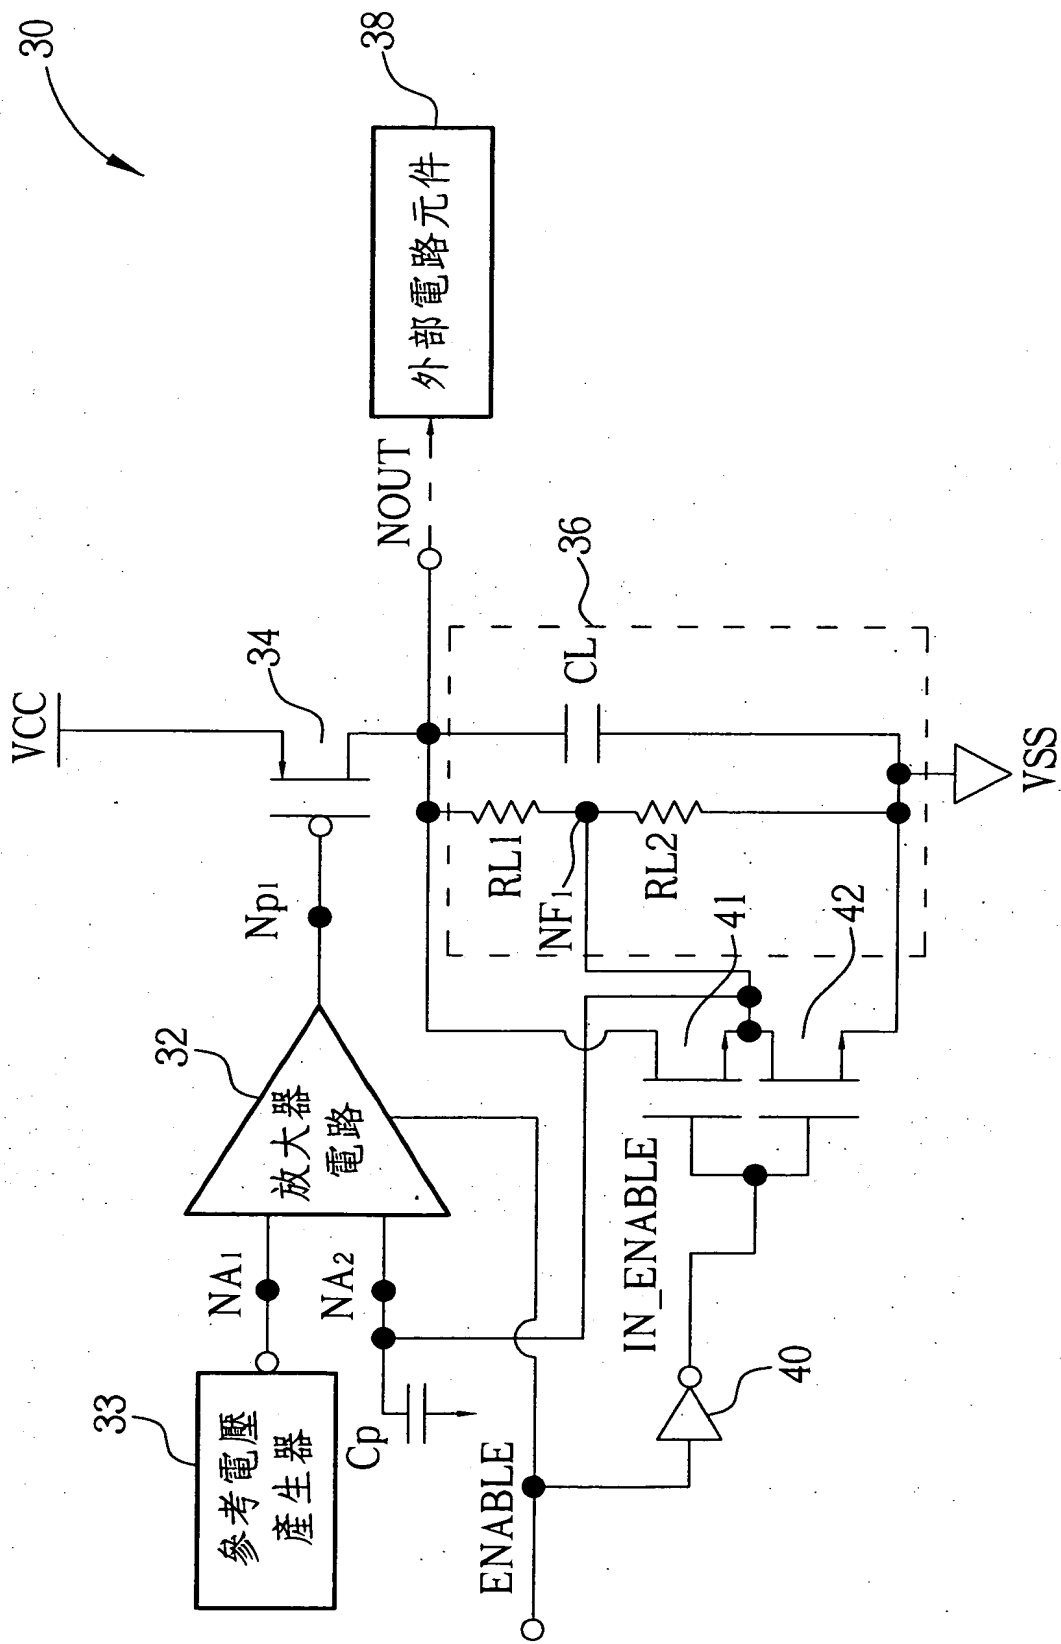 30
VCC
34
NOUT
38
外部電路元件
Np1
32
放大器
電路
NA1
NA2
33
參考電壓
產生器
Cp
36
CL
RL1
NF1
RL2
41
42
VSS
IN_ENABLE
40
ENABLE